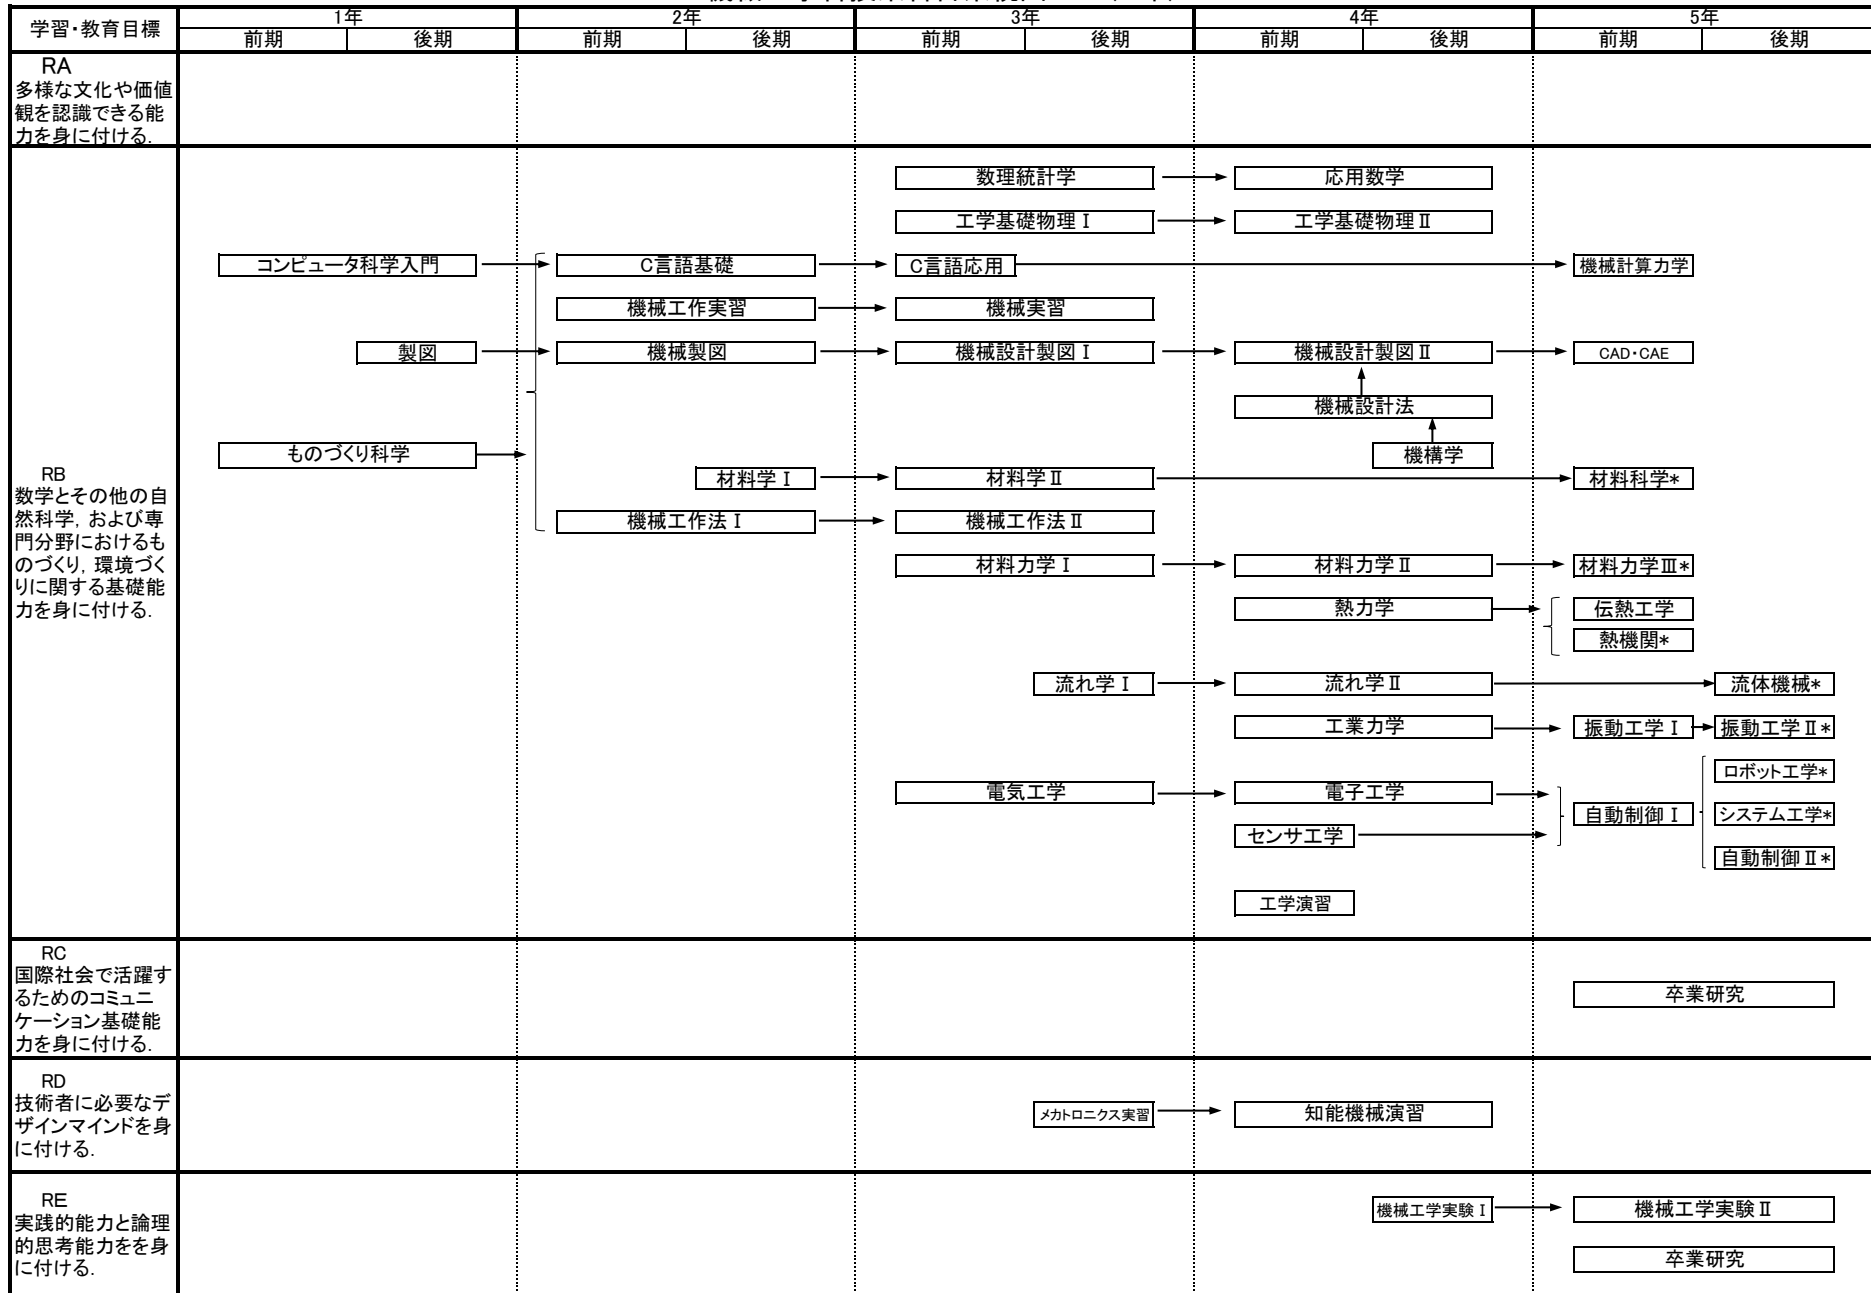 学習・教育目標
1年
2年
3年
4年
5年
前期
後期
前期
後期
前期
後期
前期
後期
前期
後期
RA
多様な文化や価値
観を認識できる能
力を身に付ける.
RB
数学とその他の自
然科学, および専
門分野におけるも
のづくり, 環境づく
りに関する基礎能
力を身に付ける.
数理統計学
応用数学
工学基礎物理Ⅰ
工学基礎物理Ⅱ
コンピュータ科学入門
C言語基礎
C言語応用
機械計算力学
機械工作実習
機械実習
製図
機械製図
機械設計製図Ⅰ
機械設計製図Ⅱ
CAD・CAE
機械設計法
ものづくり科学
機構学
材料学Ⅰ
材料学Ⅱ
材料科学*
機械工作法Ⅰ
機械工作法Ⅱ
材料力学Ⅰ
材料力学Ⅱ
材料力学Ⅲ*
熱力学
伝熱工学
熱機関*
流れ学Ⅰ
流れ学Ⅱ
流体機械*
工業力学
振動工学Ⅰ
振動工学Ⅱ*
ロボット工学*
電気工学
電子工学
自動制御Ⅰ
システム工学*
センサ工学
自動制御Ⅱ*
工学演習
RC
国際社会で活躍す
るためのコミュニ
ケーション基礎能
力を身に付ける.
卒業研究
RD
技術者に必要なデ
ザインマインドを身
に付ける.
メカトロニクス実習
知能機械演習
RE
実践的能力と論理
的思考能力をを身
に付ける.
機械工学実験Ⅰ
機械工学実験Ⅱ
卒業研究